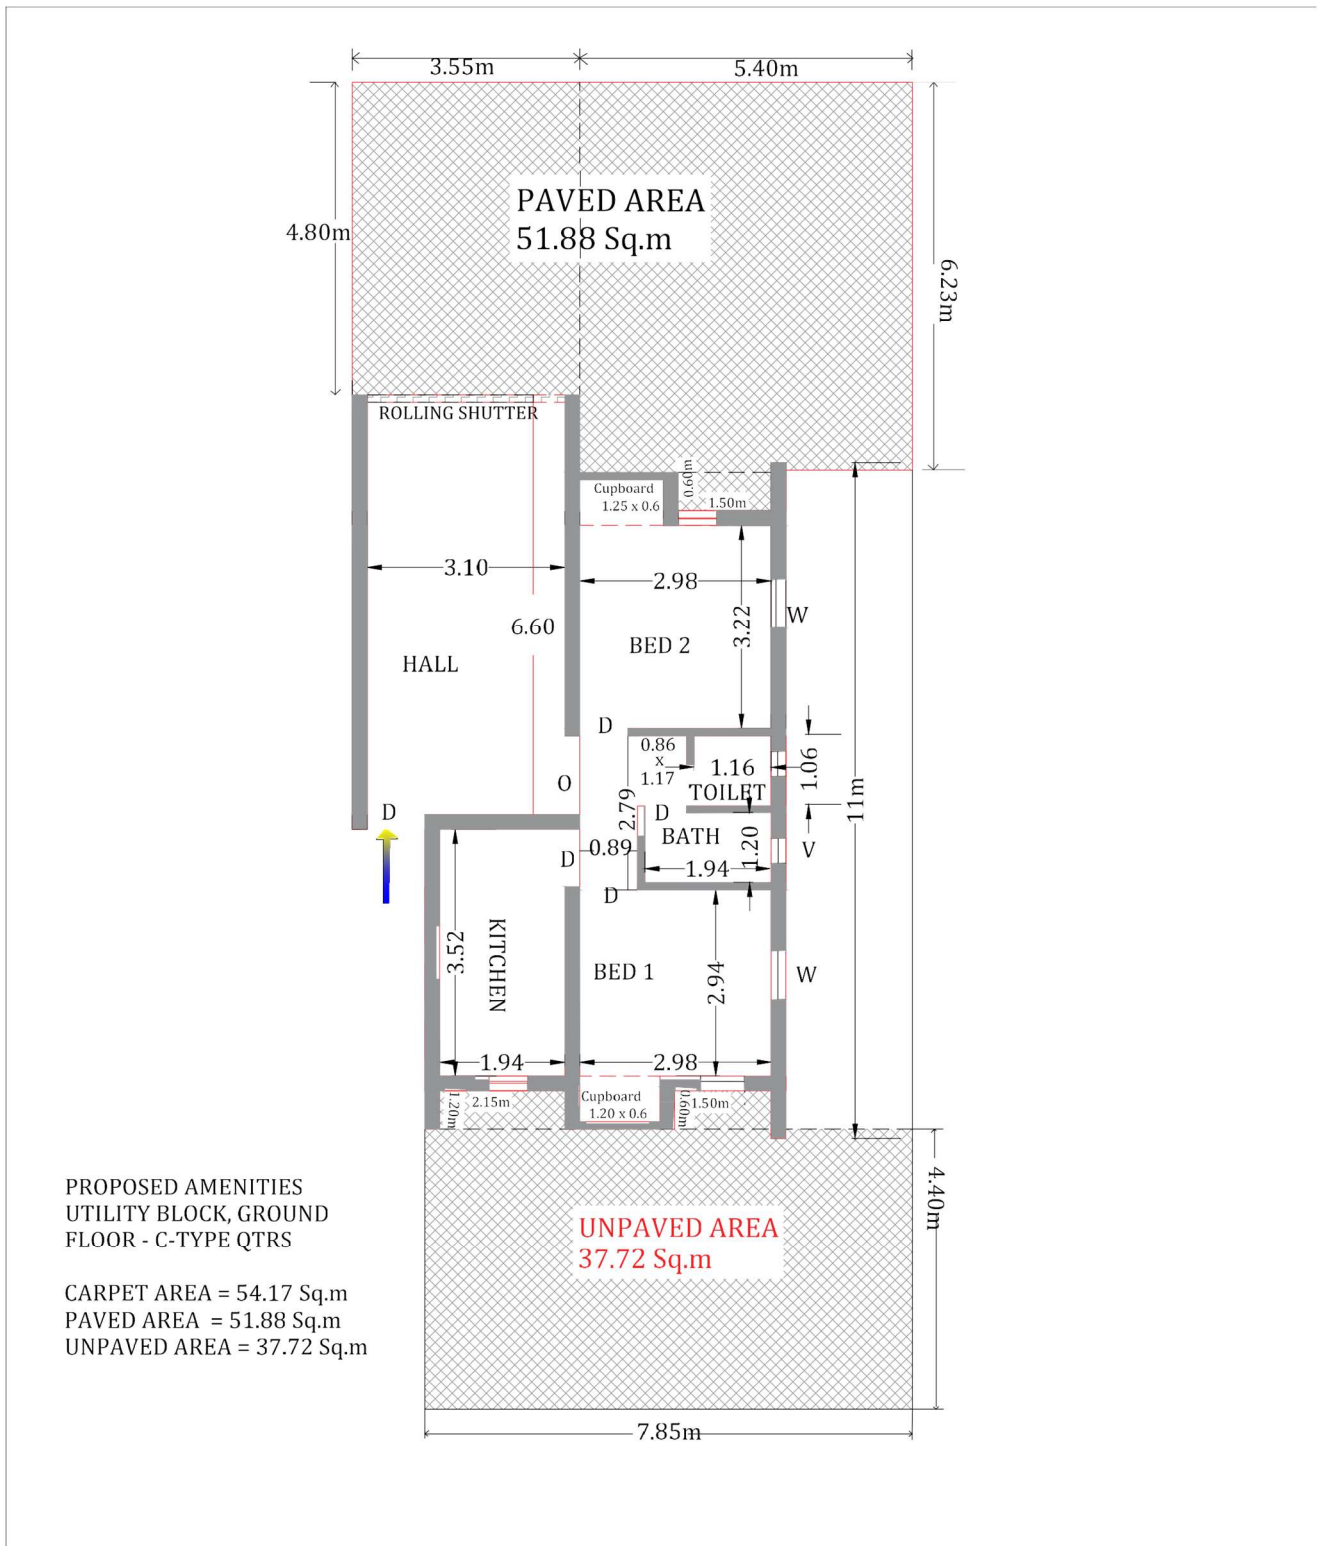 3.55m
5.40m
PAVED AREA
51.88 Sq.m
4.80m
6.23m
ROLLING SHUTTER
Cupboard
1.25 x 0.6
0.60m
1.50m
3.10
2.98
6.60
3.22
W
HALL
BED 2
D
0.86
x
1.17
1.16
1.06
TOILET
O
2.79
11m
D
D
BATH
1.20
V
0.89
D
1.94
D
KITCHEN
3.52
BED 1
2.94
W
1.94
2.98
1.20m
2.15m
Cupboard
1.20 x 0.6
0.60m
1.50m
4.40m
PROPOSED AMENITIES
UTILITY BLOCK, GROUND
FLOOR - C-TYPE QTRS
UNPAVED AREA
37.72 Sq.m
CARPET AREA = 54.17 Sq.m
PAVED AREA = 51.88 Sq.m
UNPAVED AREA = 37.72 Sq.m
7.85m